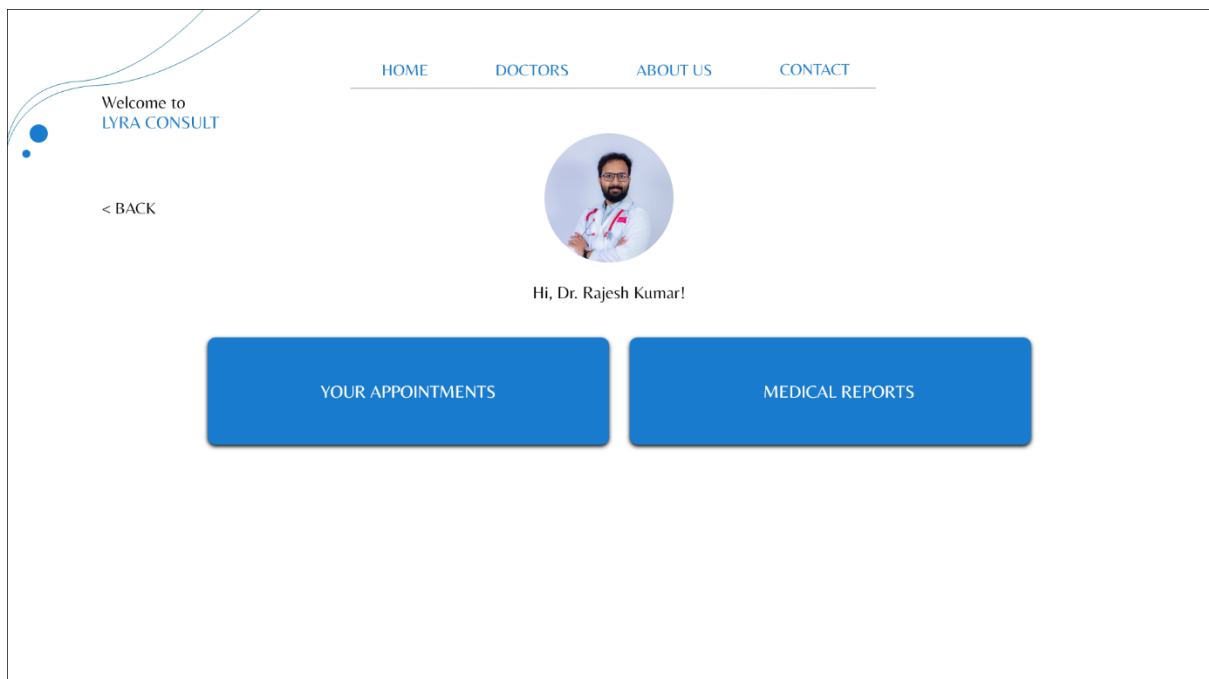 HOME DOCTORS ABOUT US CONTACT
Welcome to
LYRA CONSULT
< BACK
Hi, Dr. Rajesh Kumar!
YOUR APPOINTMENTS MEDICAL REPORTS